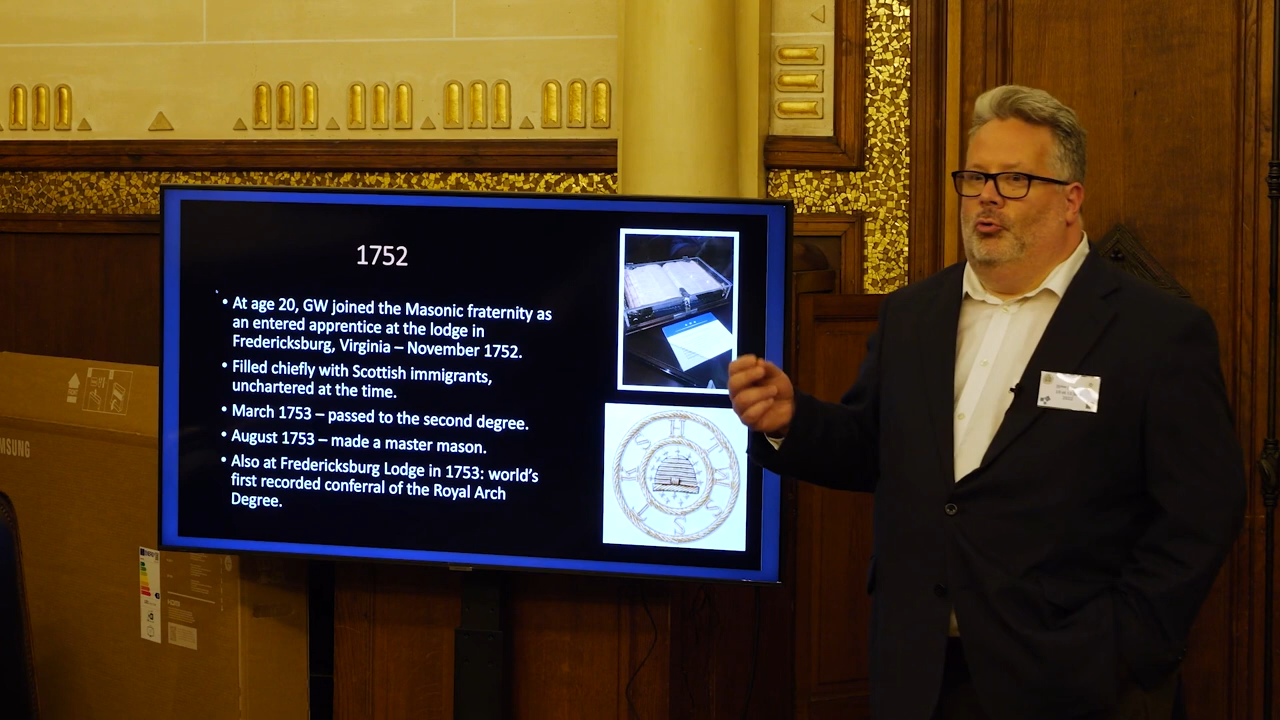 1752
• At age 20, GW joined the Masonic fraternity as
an entered apprentice at the lodge in
Fredericksburg, Virginia – November 1752.
• Filled chiefly with Scottish immigrants,
unchartered at the time.
• March 1753 – passed to the second degree.
• August 1753 – made a master mason.
• Also at Fredericksburg Lodge in 1753: world's
first recorded conferral of the Royal Arch
Degree.
H T W S S T K S
SAMSUNG